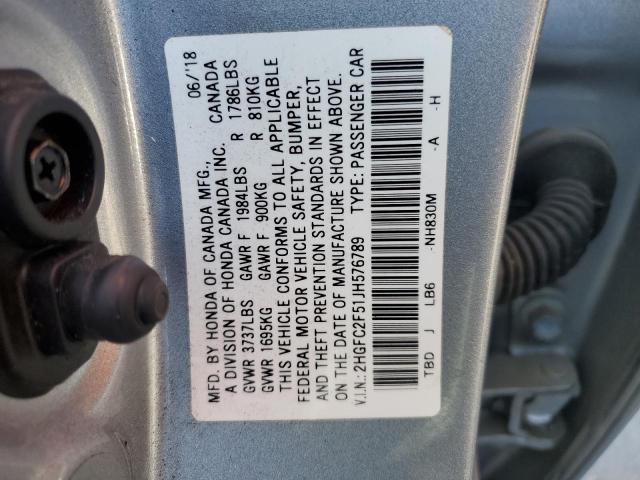 06/18
MFD. BY HONDA OF CANADA MFG.,
A DIVISION OF HONDA CANADA INC. CANADA
GVWR 3737LBS GAWR F 1984LBS R 1786LBS
GVWR 1695KG GAWR F 900KG R 810KG
THIS VEHICLE CONFORMS TO ALL APPLICABLE
FEDERAL MOTOR VEHICLE SAFETY, BUMPER,
AND THEFT PREVENTION STANDARDS IN EFFECT
ON THE DATE OF MANUFACTURE SHOWN ABOVE.
V.I.N.: 2HGFC2F51JH576789 TYPE: PASSENGER CAR
TBD J LB6 -NH830M -A -H